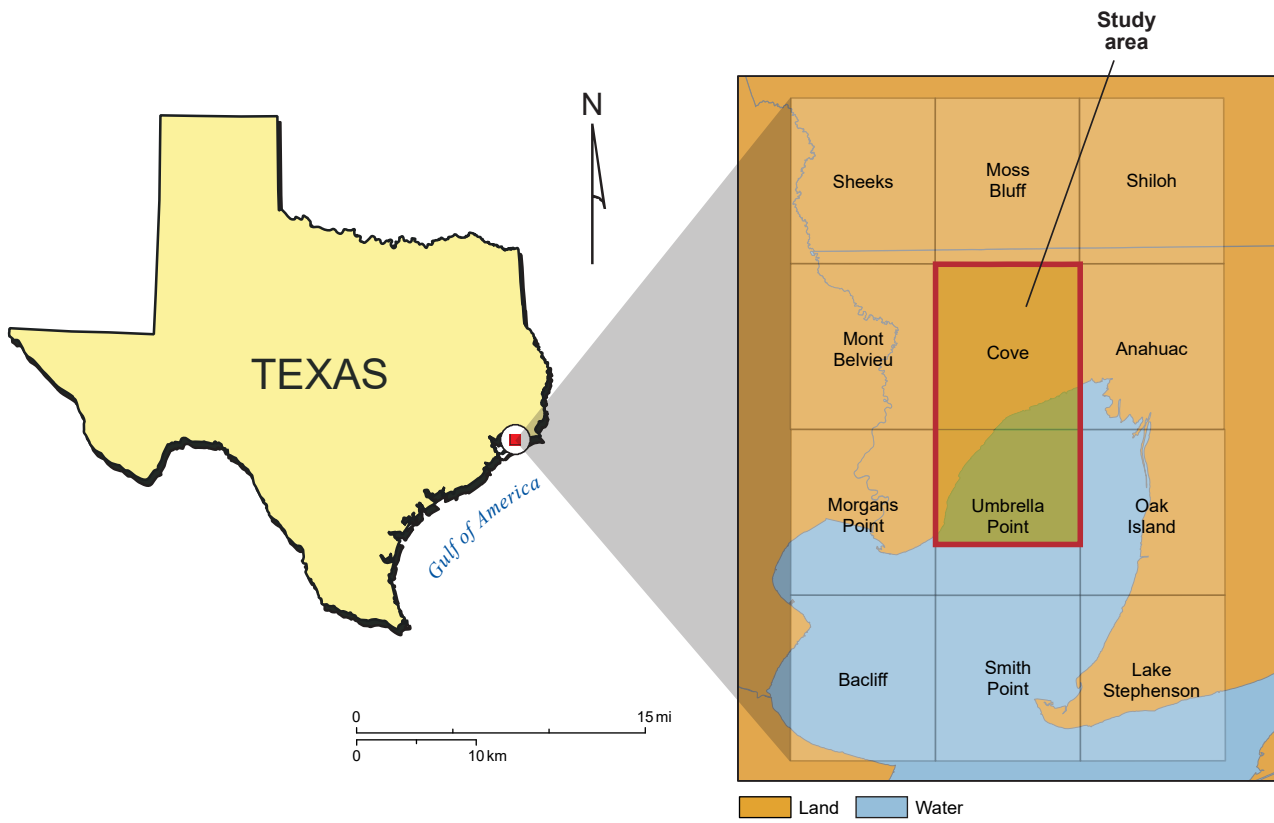 Study
area
N
TEXAS
Gulf of America
0
15 mi
0
10 km
Sheeks
Moss
Bluff
Shiloh
Mont
Belvieu
Cove
Anahuac
Morgans
Point
Umbrella
Point
Oak
Island
Bacliff
Smith
Point
Lake
Stephenson
Land
Water